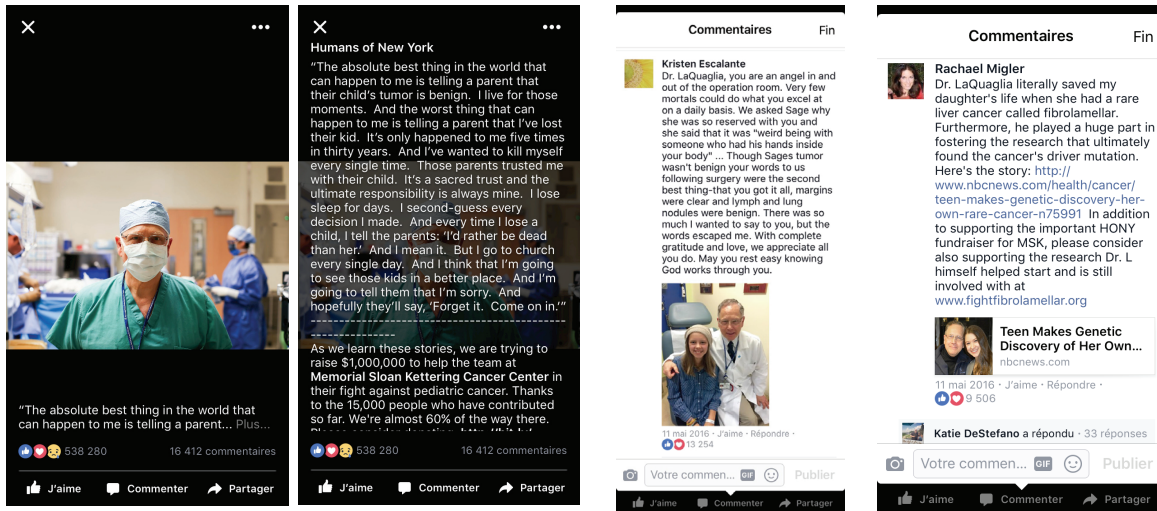 “The absolute best thing in the world that
can happen to me is telling a parent... Plus...
538 280
16 412 commentaires
J’aime
Commenter
Partager
Humans of New York
“The absolute best thing in the world that
can happen to me is telling a parent that
their child’s tumor is benign.  I live for those
moments.  And the worst thing that can
happen to me is telling a parent that I’ve lost
their kid.  It’s only happened to me five times
in thirty years.  And I’ve wanted to kill myself
every single time.  Those parents trusted me
with their child.  It’s a sacred trust and the
ultimate responsibility is always mine.  I lose
sleep for days.  I second-guess every
decision I made.  And every time I lose a
child, I tell the parents: ‘I’d rather be dead
than her.’  And I mean it.  But I go to church
every single day.  And I think that I’m going
to see those kids in a better place.  And I’m
going to tell them that I’m sorry.  And
hopefully they’ll say, ‘Forget it.  Come on in.’”
--------------------------------------------
---------------
As we learn these stories, we are trying to
raise $1,000,000 to help the team at
Memorial Sloan Kettering Cancer Center in
their fight against pediatric cancer. Thanks
to the 15,000 people who have contributed
so far. We're almost 60% of the way there.
538 280
16 412 commentaires
J’aime
Commenter
Partager
Commentaires
Fin
Kristen Escalante
Dr. LaQuaglia, you are an angel in and
out of the operation room. Very few
mortals could do what you excel at
on a daily basis. We asked Sage why
she was so reserved with you and
she said that it was "weird being with
someone who had his hands inside
your body" ... Though Sages tumor
wasn't benign your words to us
following surgery were the second
best thing-that you got it all, margins
were clear and lymph and lung
nodules were benign. There was so
much I wanted to say to you, but the
words escaped me. With complete
gratitude and love, we appreciate all
you do. May you rest easy knowing
God works through you.
11 mai 2016 · J’aime · Répondre ·
13 254
Votre commen...
GIF
Publier
J’aime
Commenter
Partager
Commentaires
Fin
Rachael Migler
Dr. LaQuaglia literally saved my
daughter's life when she had a rare
liver cancer called fibrolamellar.
Furthermore, he played a huge part in
fostering the research that ultimately
found the cancer's driver mutation.
Here's the story: http://
www.nbcnews.com/health/cancer/
teen-makes-genetic-discovery-her-
own-rare-cancer-n75991  In addition
to supporting the important HONY
fundraiser for MSK, please consider
also supporting the research Dr. L
himself helped start and is still
involved with at
www.fightfibrolamellar.org
Teen Makes Genetic
Discovery of Her Own...
nbcnews.com
11 mai 2016 · J’aime · Répondre ·
9 506
Katie DeStefano a répondu · 33 réponses
Votre commen...
GIF
Publier
J’aime
Commenter
Partager